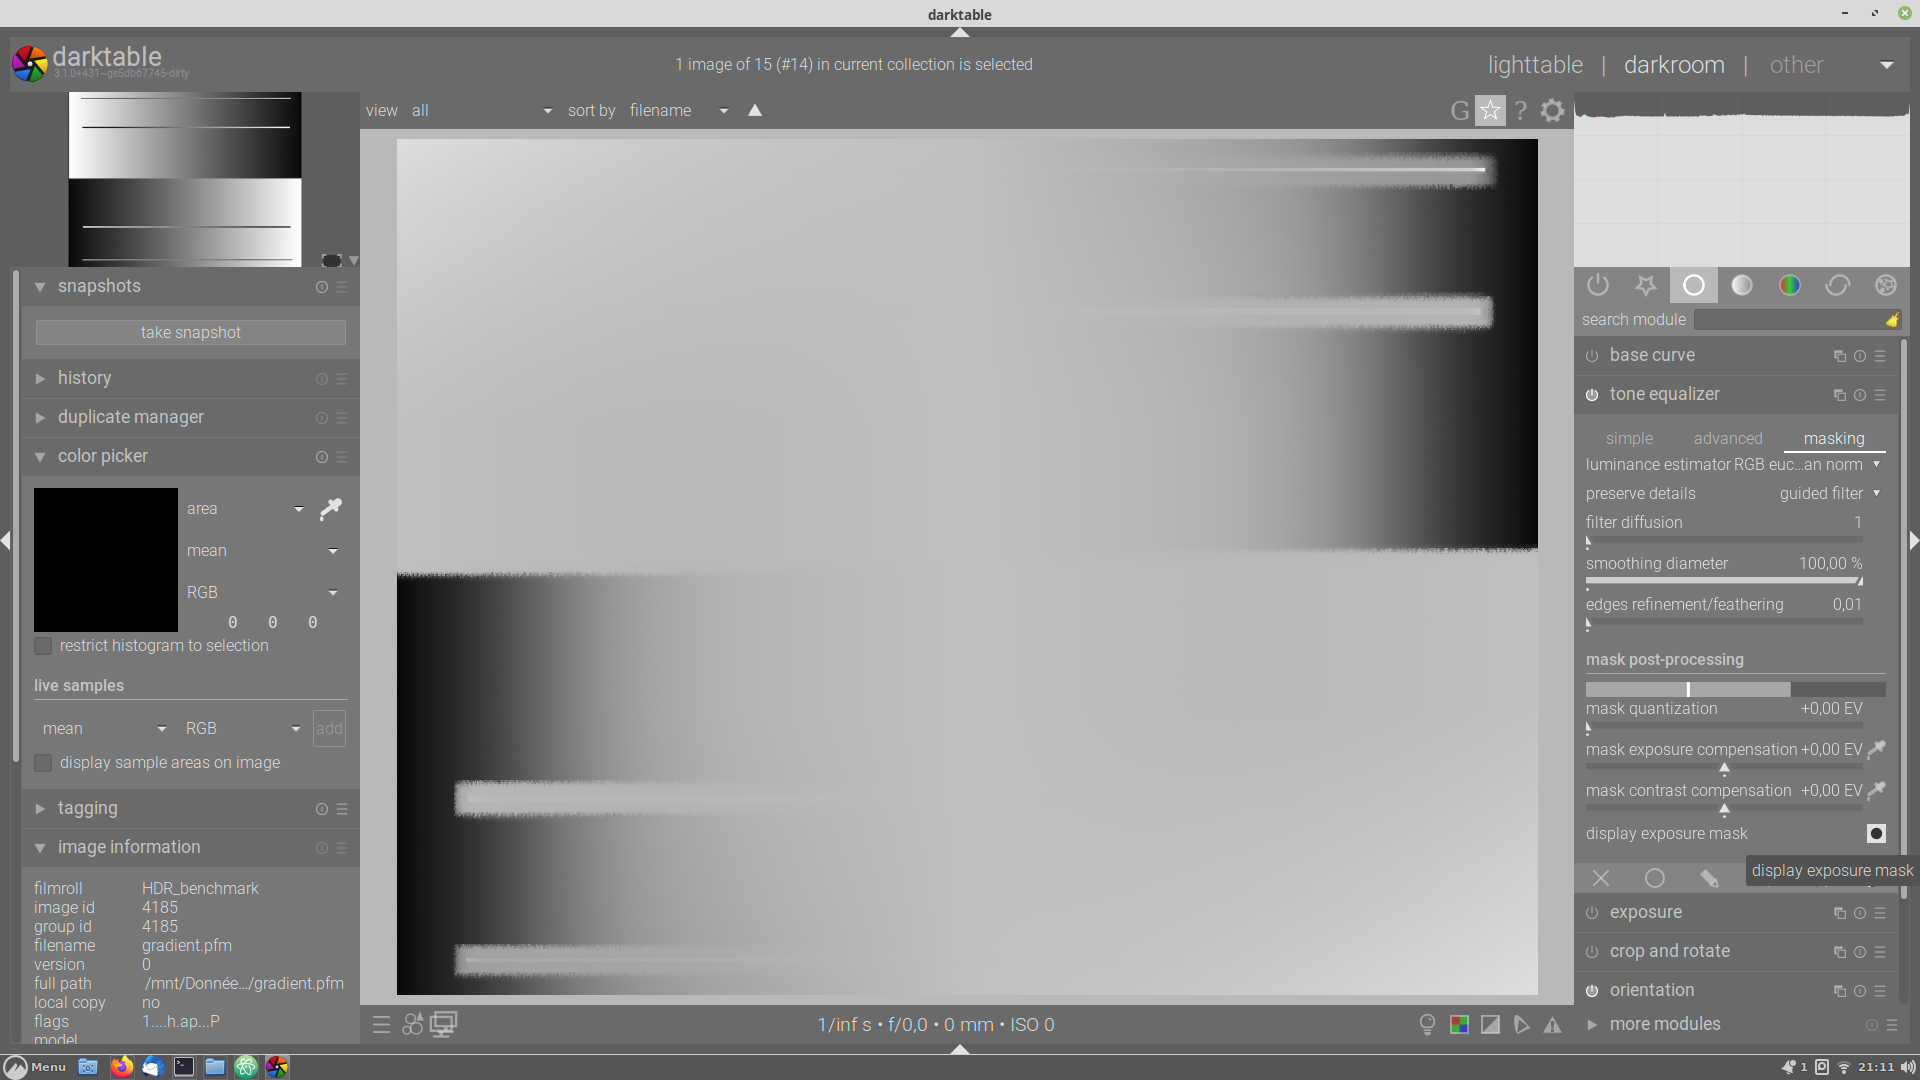 darktable
darktable
3.1.0+431~ge5db67745-dirty
1 image of 15 (#14) in current collection is selected
lighttable | darkroom | other
view all sort by filename
G ?
snapshots
take snapshot
history
duplicate manager
color picker
area
mean
RGB
0 0 0
restrict histogram to selection
live samples
mean RGB add
display sample areas on image
tagging
image information
filmroll HDR_benchmark
image id 4185
group id 4185
filename gradient.pfm
version 0
full path /mnt/Donnée.../gradient.pfm
local copy no
flags 1....h.ap...P
model
1/inf s • f/0,0 • 0 mm • ISO 0
search module
base curve
tone equalizer
simple advanced masking
luminance estimator RGB euc...an norm
preserve details guided filter
filter diffusion 1
smoothing diameter 100,00 %
edges refinement/feathering 0,01
mask post-processing
mask quantization +0,00 EV
mask exposure compensation +0,00 EV
mask contrast compensation +0,00 EV
display exposure mask
display exposure mask
exposure
crop and rotate
orientation
more modules
Menu
1 21:11